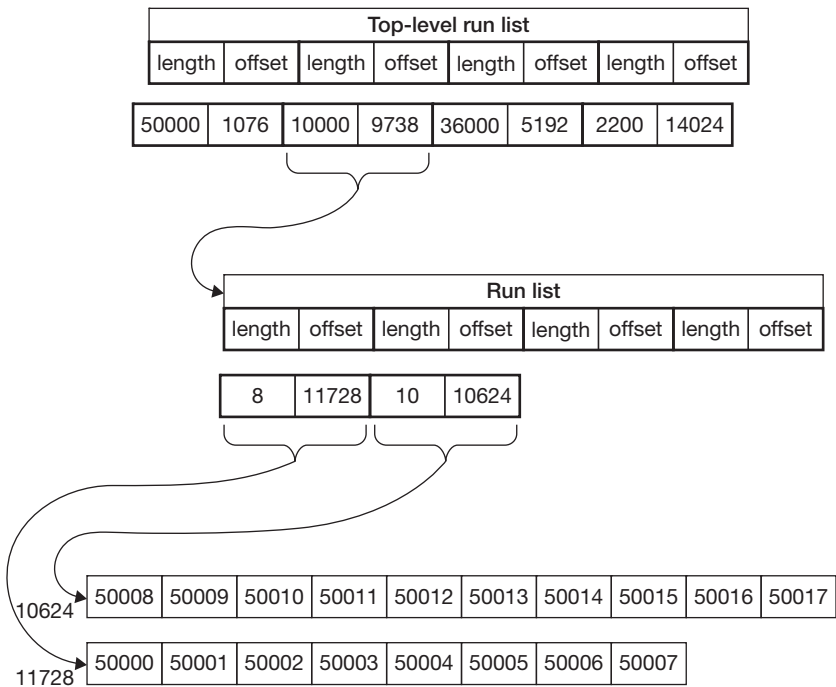 Top-level run list
length offset length offset length offset length offset
50000 1076 10000 9738 36000 5192 2200 14024
Run list
length offset length offset length offset length offset
8 11728 10 10624
10624 50008 50009 50010 50011 50012 50013 50014 50015 50016 50017
11728 50000 50001 50002 50003 50004 50005 50006 50007